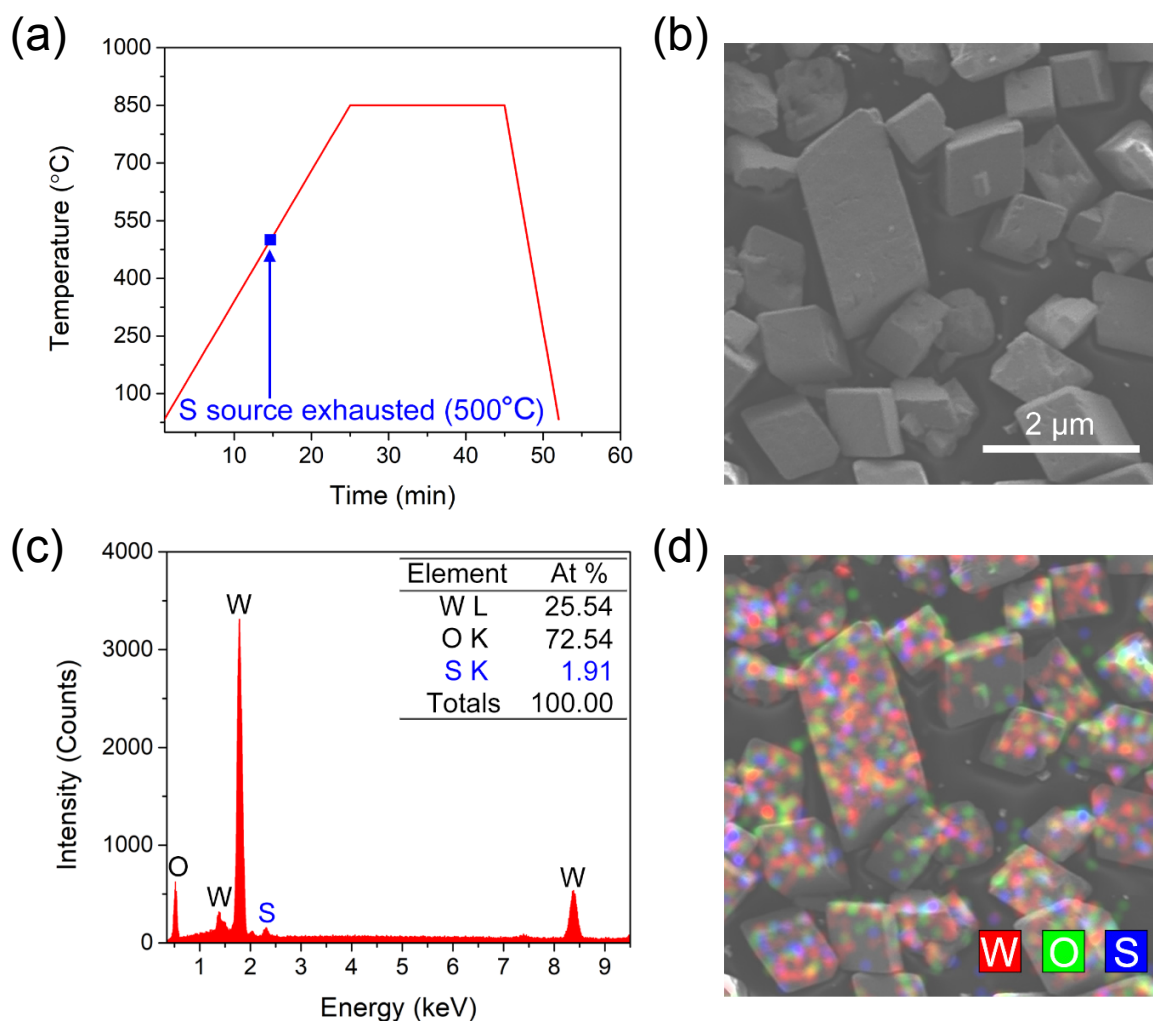 (a)
1000
850
700
550
400
250
100
Temperature (°C)
S source exhausted (500°C)
10
20
30
40
50
60
Time (min)
(b)
2 µm
(c)
4000
3000
2000
1000
0
Intensity (Counts)
O
W
W
S
W
Element At %
W L 25.54
O K 72.54
S K 1.91
Totals 100.00
1
2
3
4
5
6
7
8
9
Energy (keV)
(d)
W O S